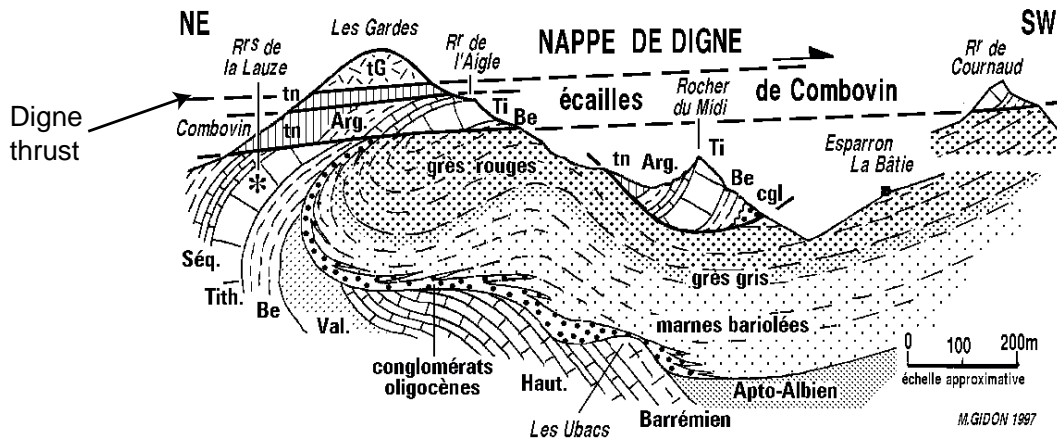 NE
SW
Les Gardes
Rrs de
la Lauze
Rr de
l'Aigle
NAPPE DE DIGNE
Rr de
Cournaud
tG
tn
Digne
thrust
Combovin
tn
Arg.
Ti
Be
écailles
de Combovin
Rocher
du Midi
Esparron
La Bâtie
grès rouges
tn
Arg.
Ti
Be
cgl
*
Séq.
Tith.
Be
Val.
grès gris
marnes bariolées
conglomérats
oligocènes
Haut.
Les Ubacs
Barrémien
Apto-Albien
0 100 200m
échelle approximative
M.GIDON 1997